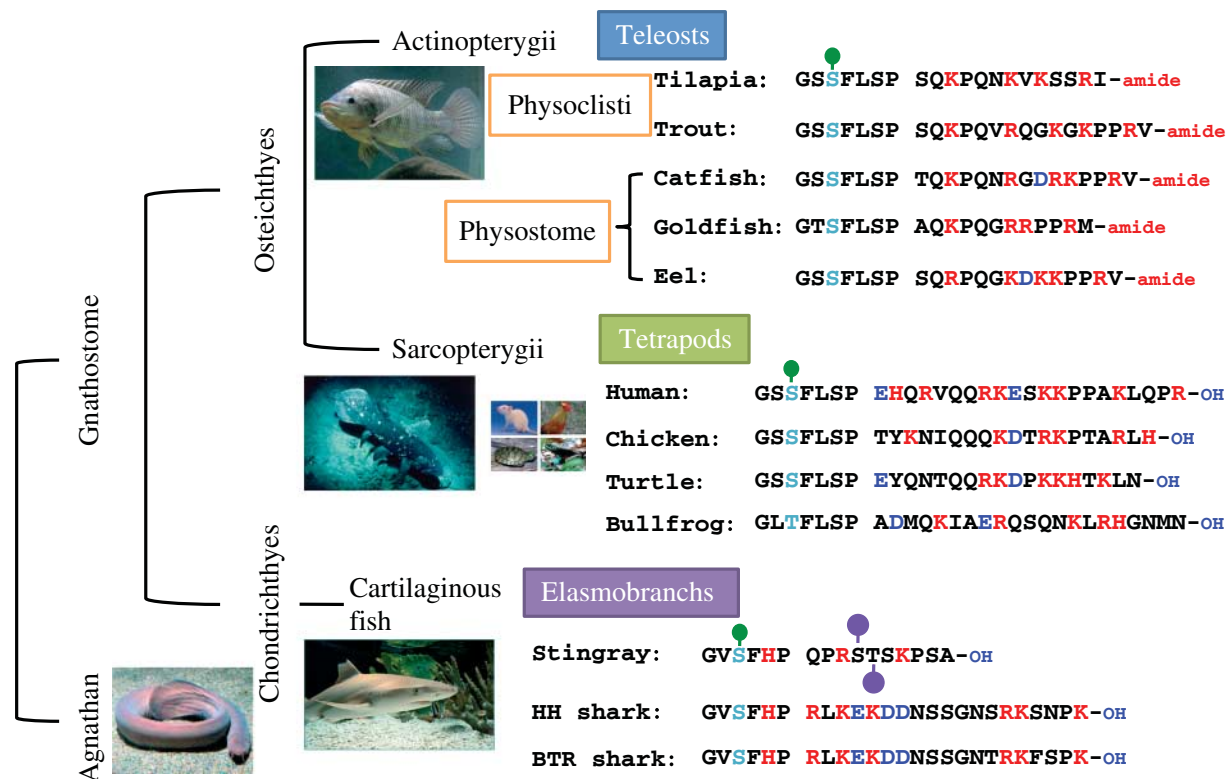 Actinopterygii
Teleosts
Physoclisti
Tilapia: GSSFLSP SQKPQNKVKSSRI-amide
Trout: GSSFLSP SQKPQVRQGKGKPPRV-amide
Physostome
Catfish: GSSFLSP TQKPQNRGDRKPPRV-amide
Goldfish: GTSFLSP AQKPQGRRPPRM-amide
Eel: GSSFLSP SQRPQGKDKKPPRV-amide
Osteichthyes
Sarcopterygii
Tetrapods
Human: GSSFLSP EHQRVQQRKESKKPPAKLQPR-OH
Chicken: GSSFLSP TYKNIQQQKDTRKPTARLH-OH
Turtle: GSSFLSP EYQNTQQRKDPKKHTKLN-OH
Bullfrog: GLTFLSP ADMQKIAERQSQNKLRHGNMN-OH
Gnathostome
Chondrichthyes
Cartilaginous
fish
Elasmobranchs
Stingray: GVSFHP QPRSTSKPSA-OH
HH shark: GVSFHP RLKEKDDNSSGNSRKSNPK-OH
BTR shark: GVSFHP RLKEKDDNSSGNTRKFSPK-OH
Agnathan